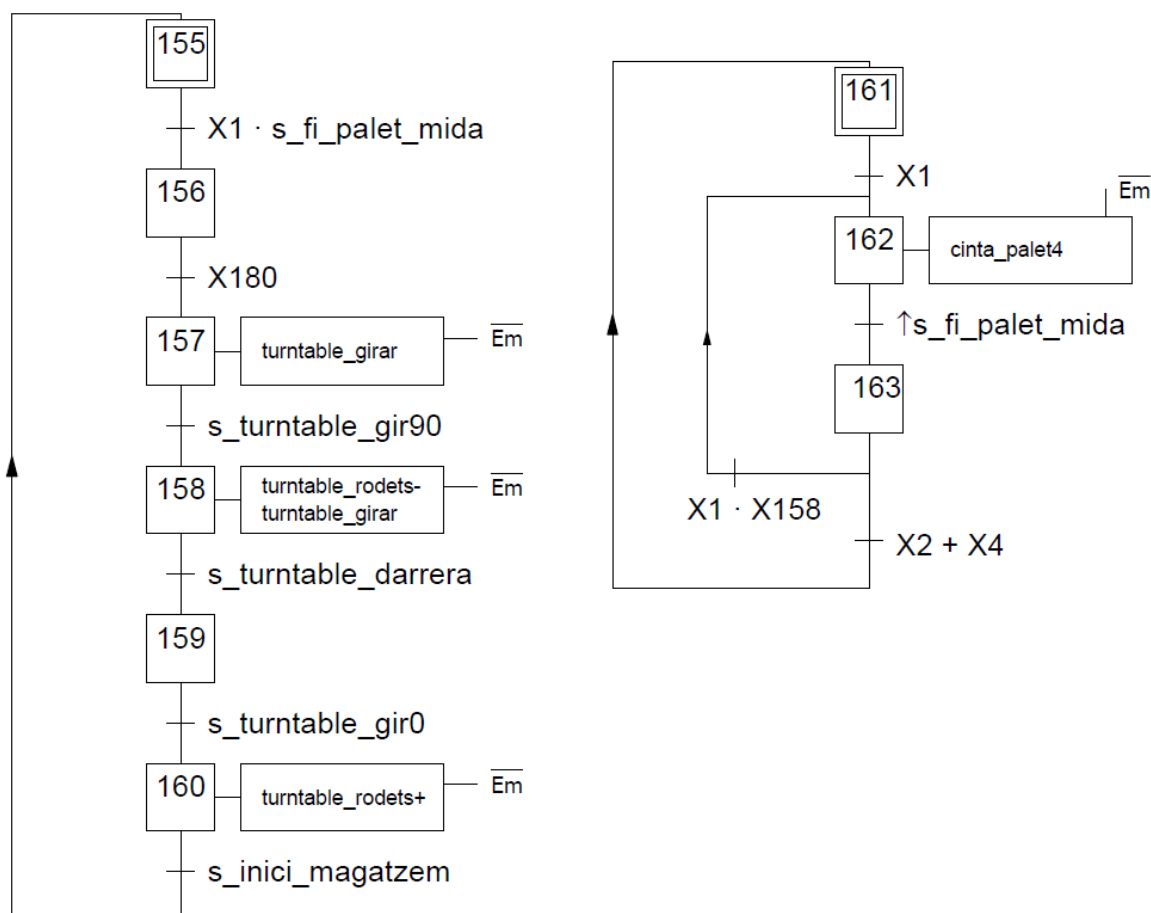 155
X1 · s_fi_palet_mida
156
X180
157
turntable_girar
Em
s_turntable_gir90
158
turntable_rodets-
turntable_girar
Em
s_turntable_darrera
159
s_turntable_gir0
160
turntable_rodets+
Em
s_inici_magatzem
161
X1
162
cinta_palet4
Em
↑s_fi_palet_mida
163
X1 · X158
X2 + X4